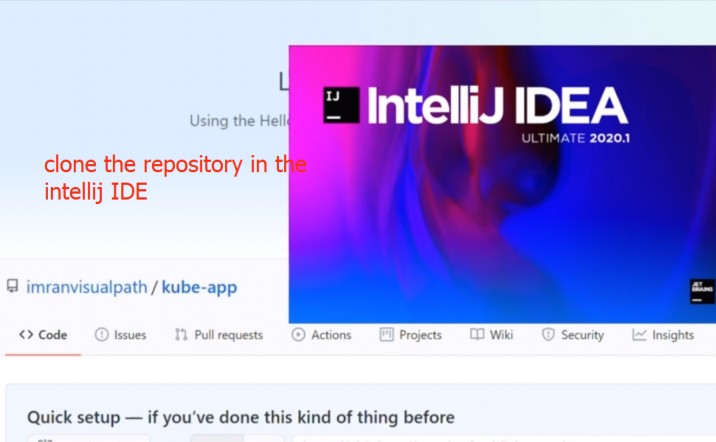 L
Using the Hello
IJ
IntelliJ IDEA
ULTIMATE 2020.1
clone the repository in the
intellij IDE
JET
BRAINS
imranvisualpath / kube-app
<> Code
Issues
Pull requests
Actions
Projects
Wiki
Security
Insights
Quick setup — if you've done this kind of thing before